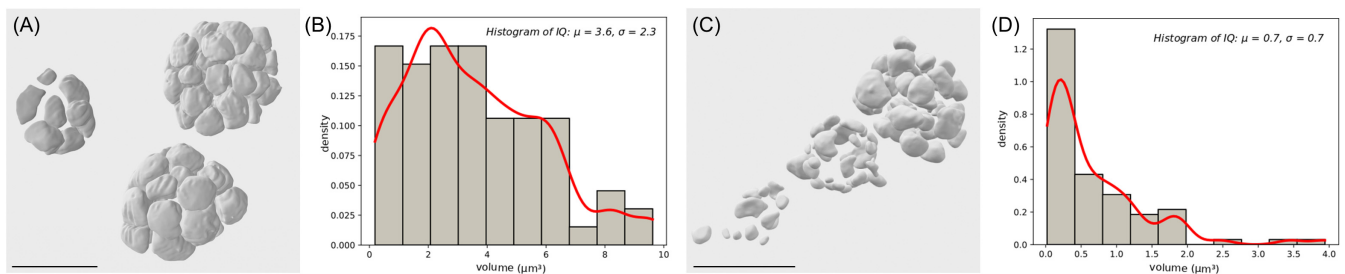 (A)
(B)
Histogram of IQ: μ = 3.6, σ = 2.3
density
0.175
0.150
0.125
0.100
0.075
0.050
0.025
0.000
0 2 4 6 8 10
volume (μm³)
(C)
(D)
Histogram of IQ: μ = 0.7, σ = 0.7
density
1.2
1.0
0.8
0.6
0.4
0.2
0.0
0.0 0.5 1.0 1.5 2.0 2.5 3.0 3.5 4.0
volume (μm³)